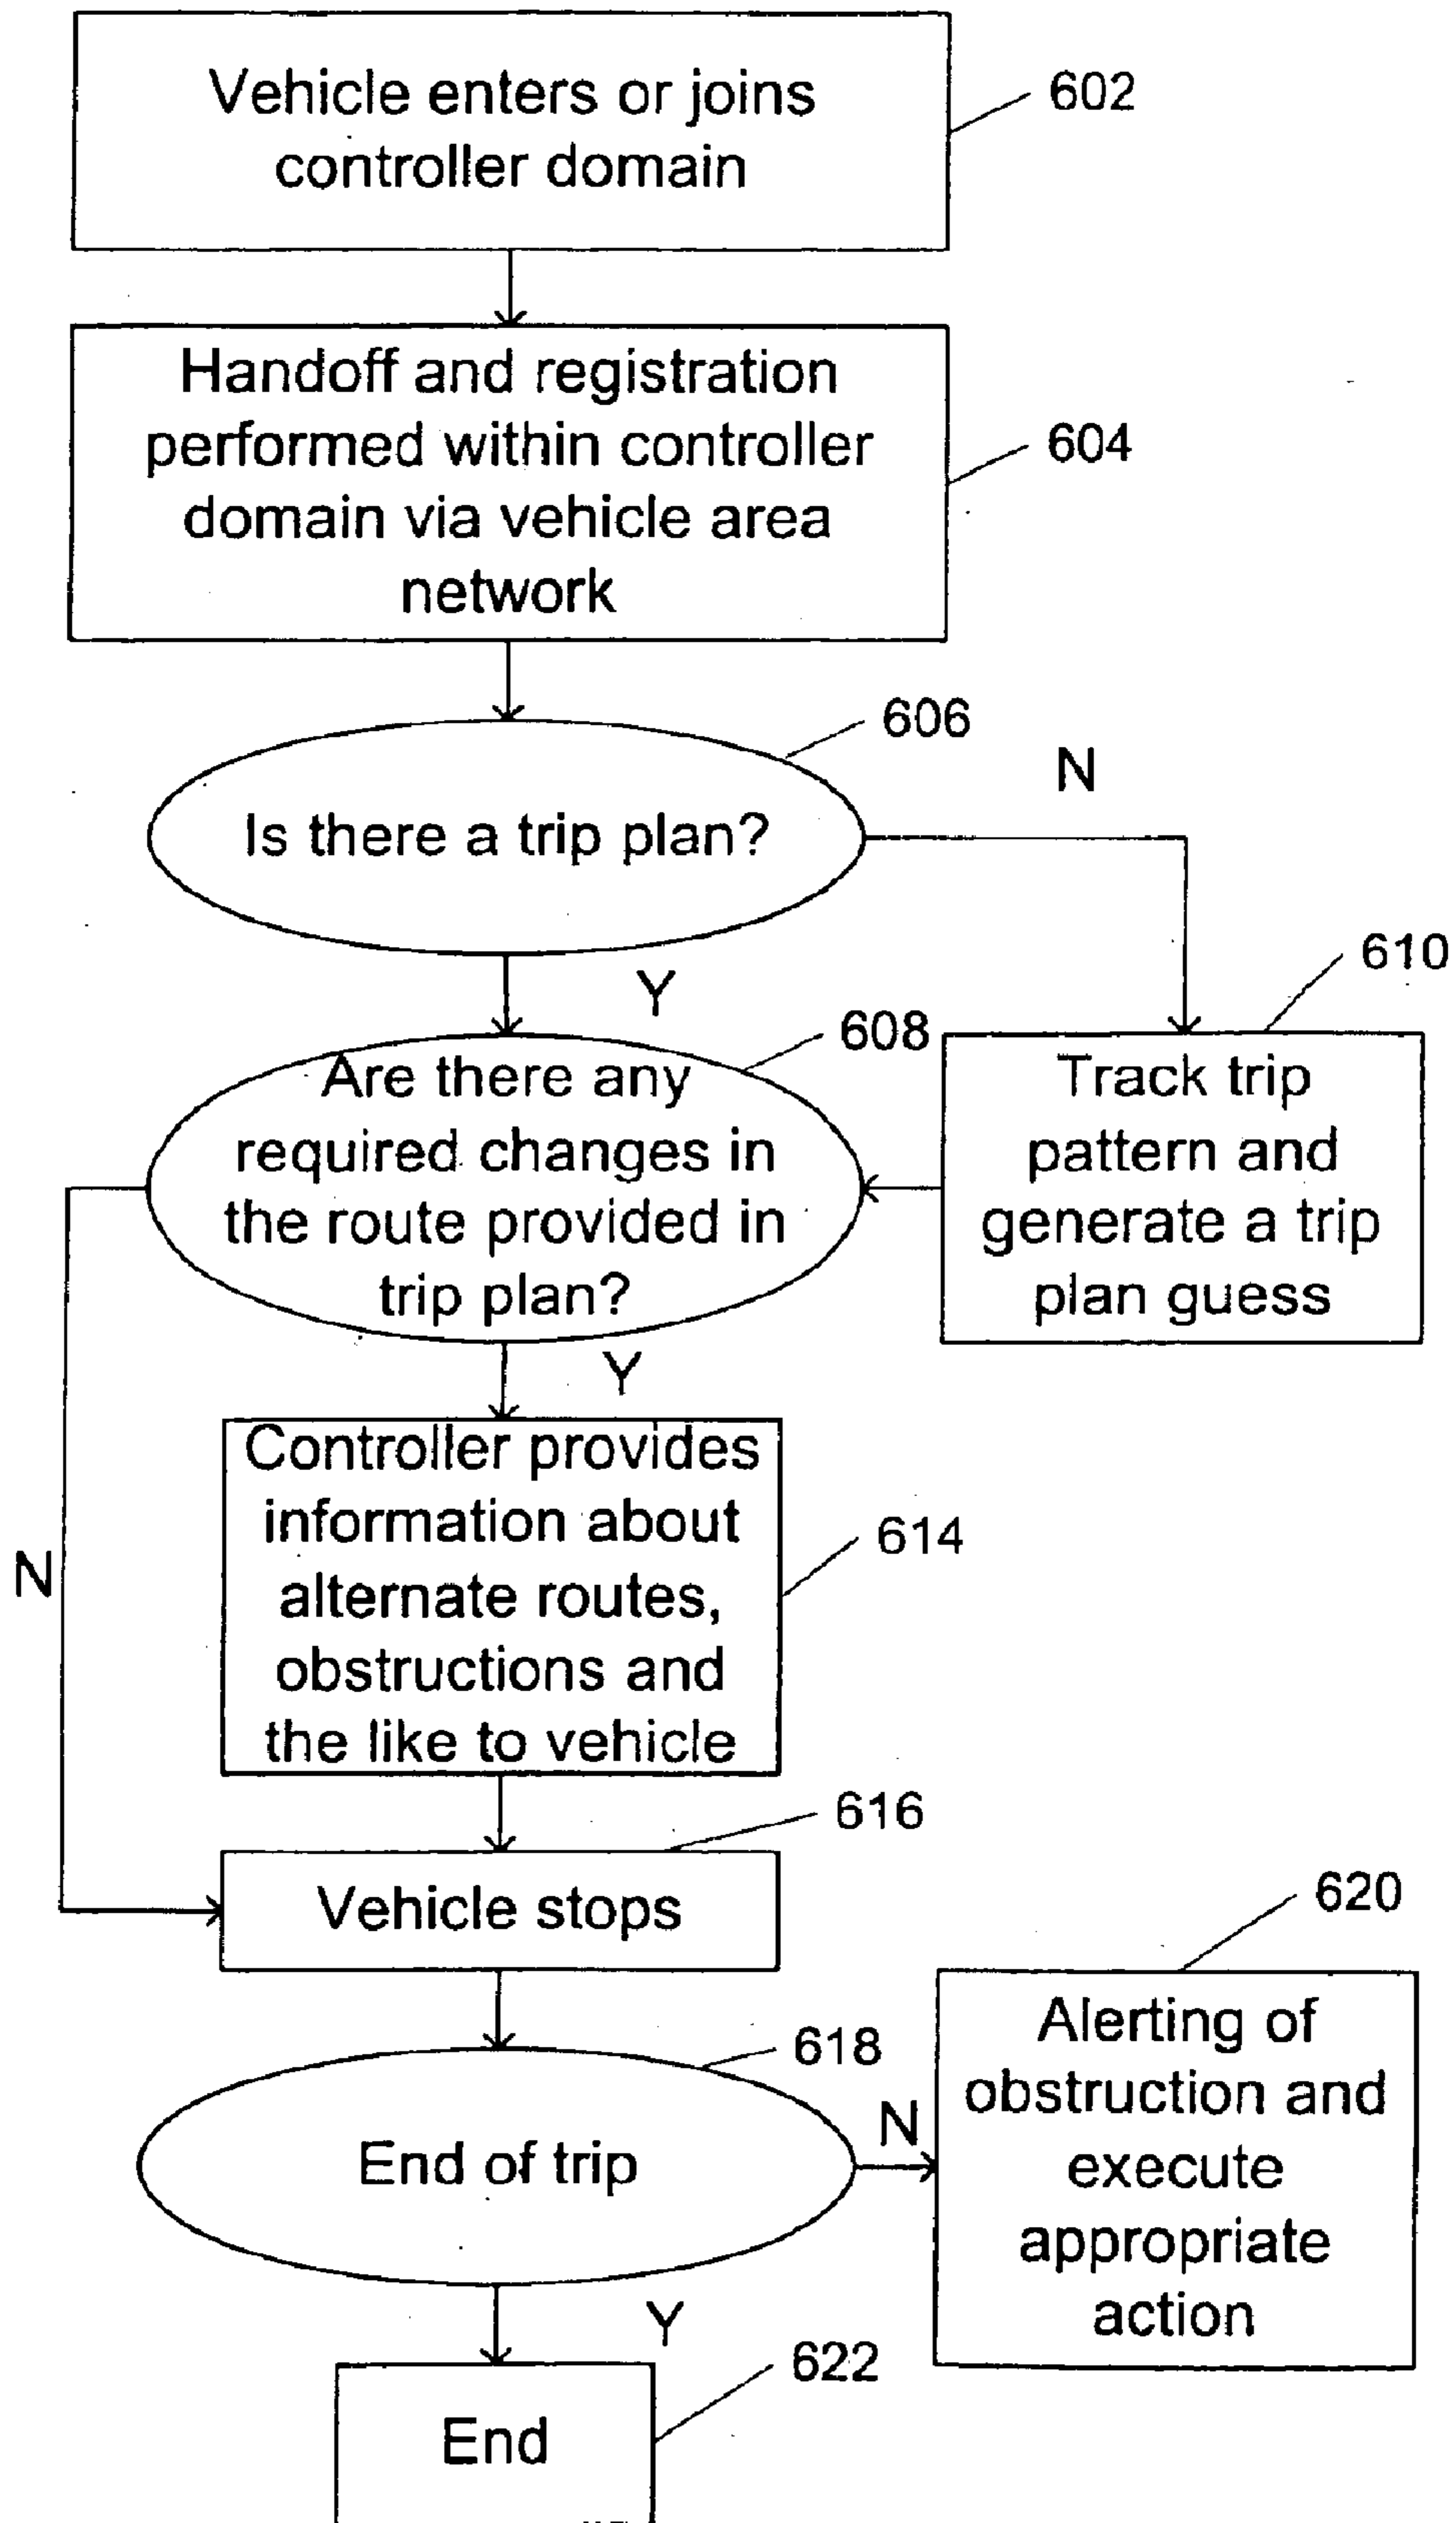 Vehicle enters or joins
controller domain
602
Handoff and registration
performed within controller
domain via vehicle area
network
604
606
N
Is there a trip plan?
Y
610
608
Are there any
required changes in
the route provided in
trip plan?
Track trip
pattern and
generate a trip
plan guess
Y
Controller provides
information about
alternate routes,
obstructions and
the like to vehicle
614
N
616
Vehicle stops
620
618
End of trip
N
Alerting of
obstruction and
execute
appropriate
action
Y
622
End